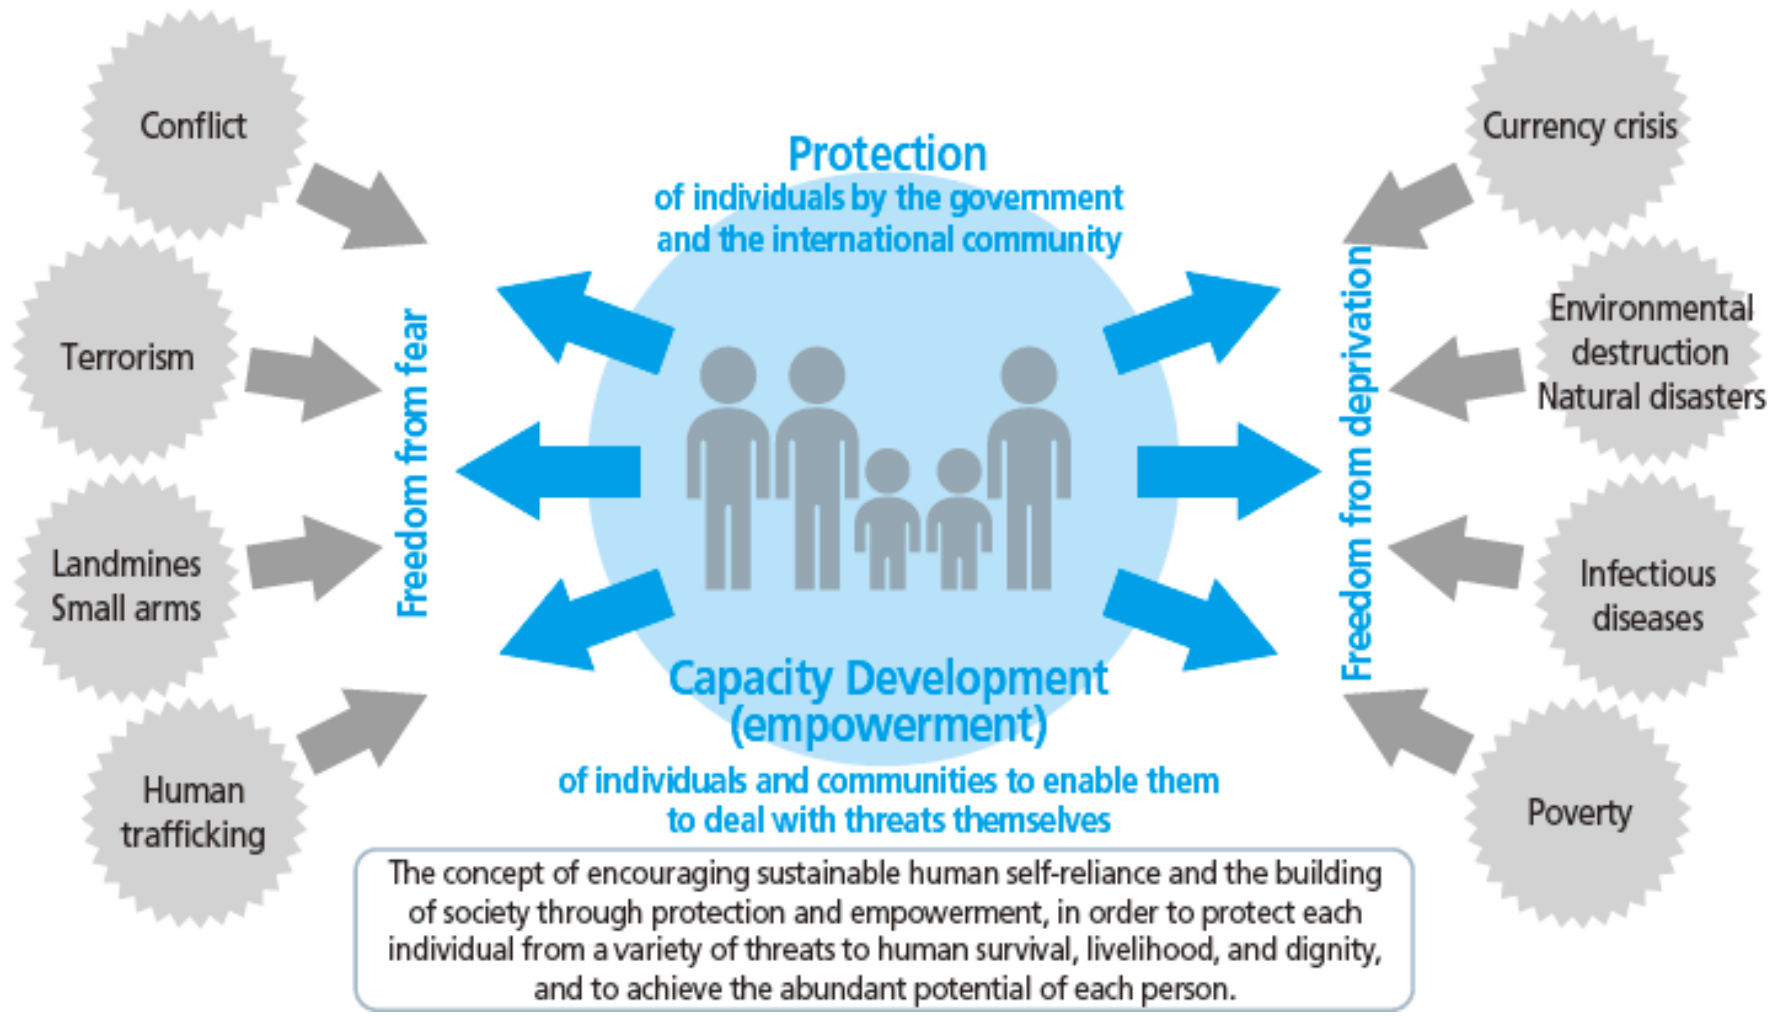 Conflict
Terrorism
Landmines
Small arms
Human
trafficking
Freedom from fear
Protection
of individuals by the government
and the international community
Capacity Development
(empowerment)
of individuals and communities to enable them
to deal with threats themselves
Freedom from deprivation
Currency crisis
Environmental
destruction
Natural disasters
Infectious
diseases
Poverty
The concept of encouraging sustainable human self-reliance and the building
of society through protection and empowerment, in order to protect each
individual from a variety of threats to human survival, livelihood, and dignity,
and to achieve the abundant potential of each person.